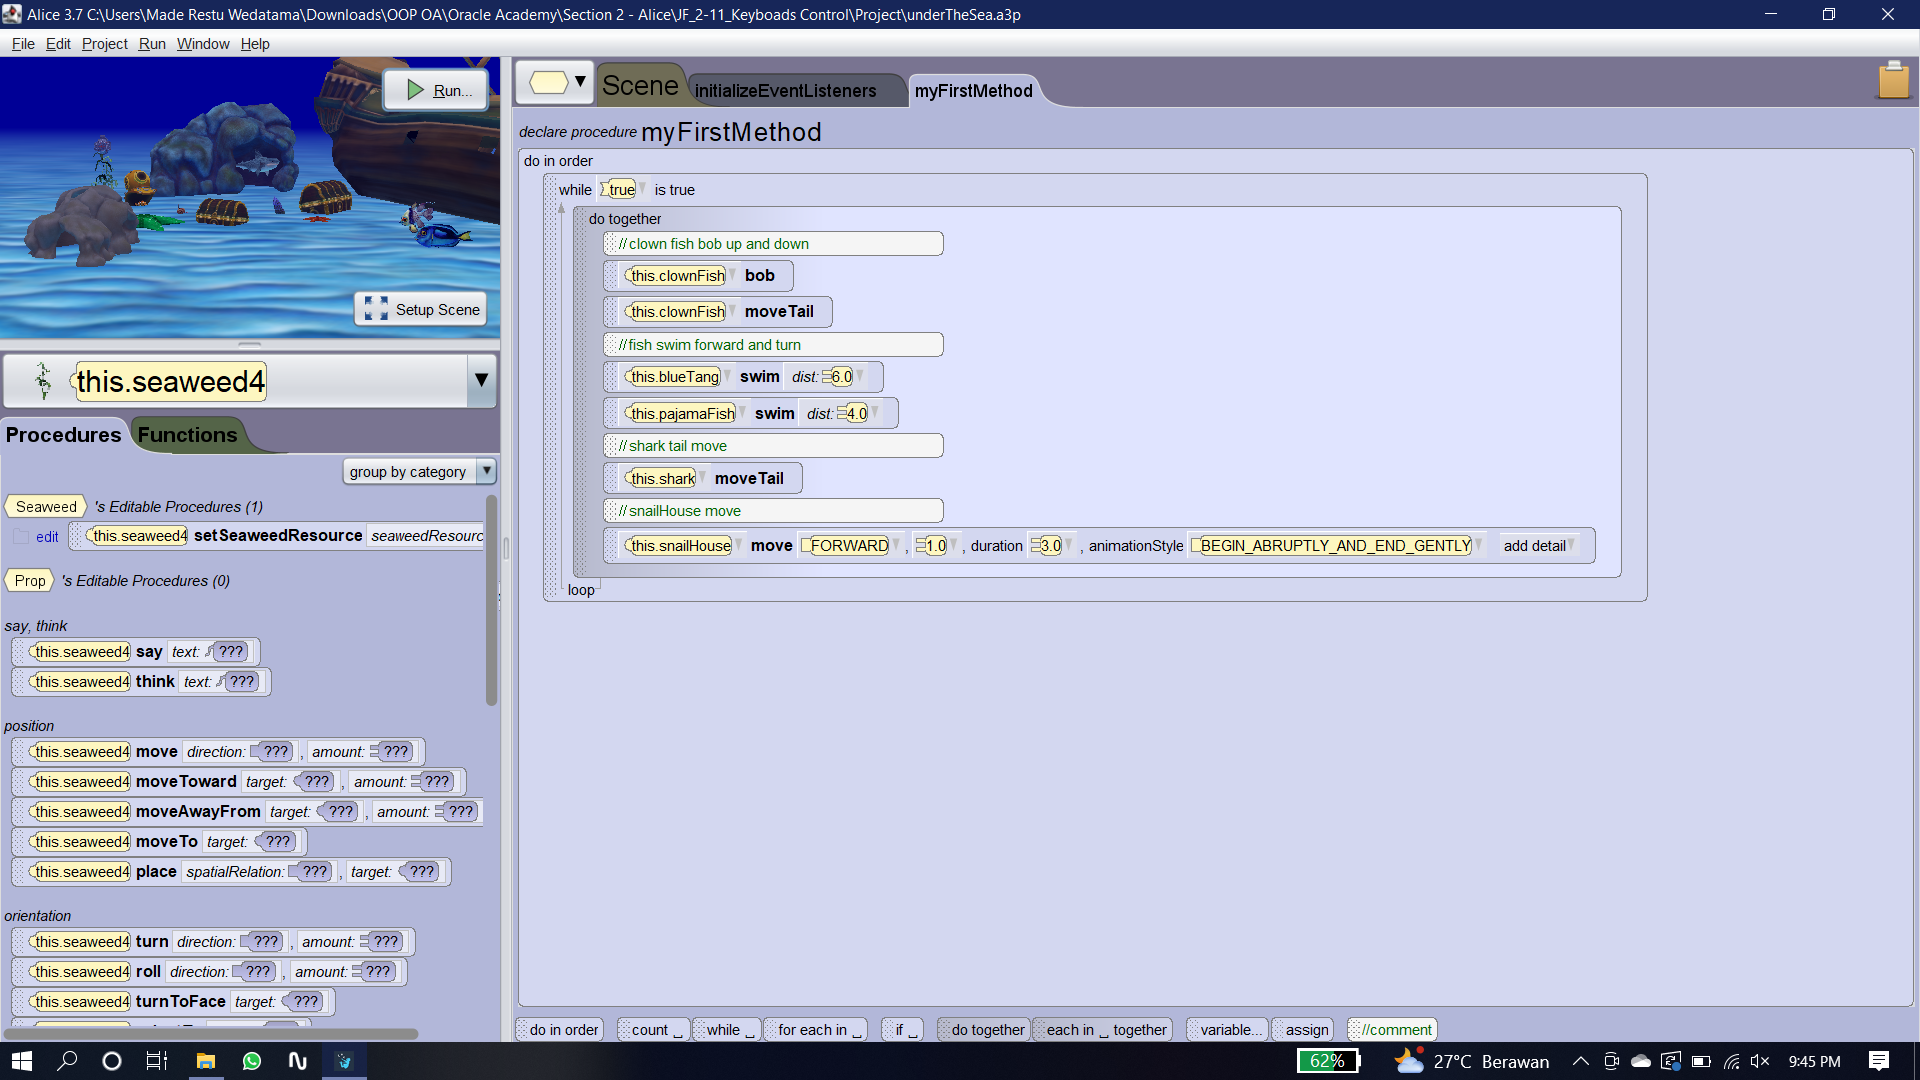 Alice 3.7 C:\Users\Made Restu Wedatama\Downloads\OOP OA\Oracle Academy\Section 2 - Alice\JF_2-11_Keyboads Control\Project\underTheSea.a3p
File Edit Project Run Window Help
Run...
Setup Scene
this.seaweed4
Procedures Functions
group by category
Seaweed 's Editable Procedures (1)
edit this.seaweed4 setSeaweedResource seaweedResourc
Prop 's Editable Procedures (0)
say, think
this.seaweed4 say text: ???
this.seaweed4 think text: ???
position
this.seaweed4 move direction: ??? , amount: ???
this.seaweed4 moveToward target: ??? , amount: ???
this.seaweed4 moveAwayFrom target: ??? , amount: ???
this.seaweed4 moveTo target: ???
this.seaweed4 place spatialRelation: ??? , target: ???
orientation
this.seaweed4 turn direction: ??? , amount: ???
this.seaweed4 roll direction: ??? , amount: ???
this.seaweed4 turnToFace target: ???
Scene initializeEventListeners myFirstMethod
declare procedure myFirstMethod
do in order
while true is true
do together
//clown fish bob up and down
this.clownFish bob
this.clownFish moveTail
//fish swim forward and turn
this.blueTang swim dist: 6.0
this.pajamaFish swim dist: 4.0
//shark tail move
this.shark moveTail
//snailHouse move
this.snailHouse move FORWARD , 1.0 , duration 3.0 , animationStyle BEGIN_ABRUPTLY_AND_END_GENTLY add detail
loop
do in order count ␣ while ␣ for each in ␣ if ␣ do together each in ␣ together variable... assign //comment
62% 27°C Berawan 9:45 PM